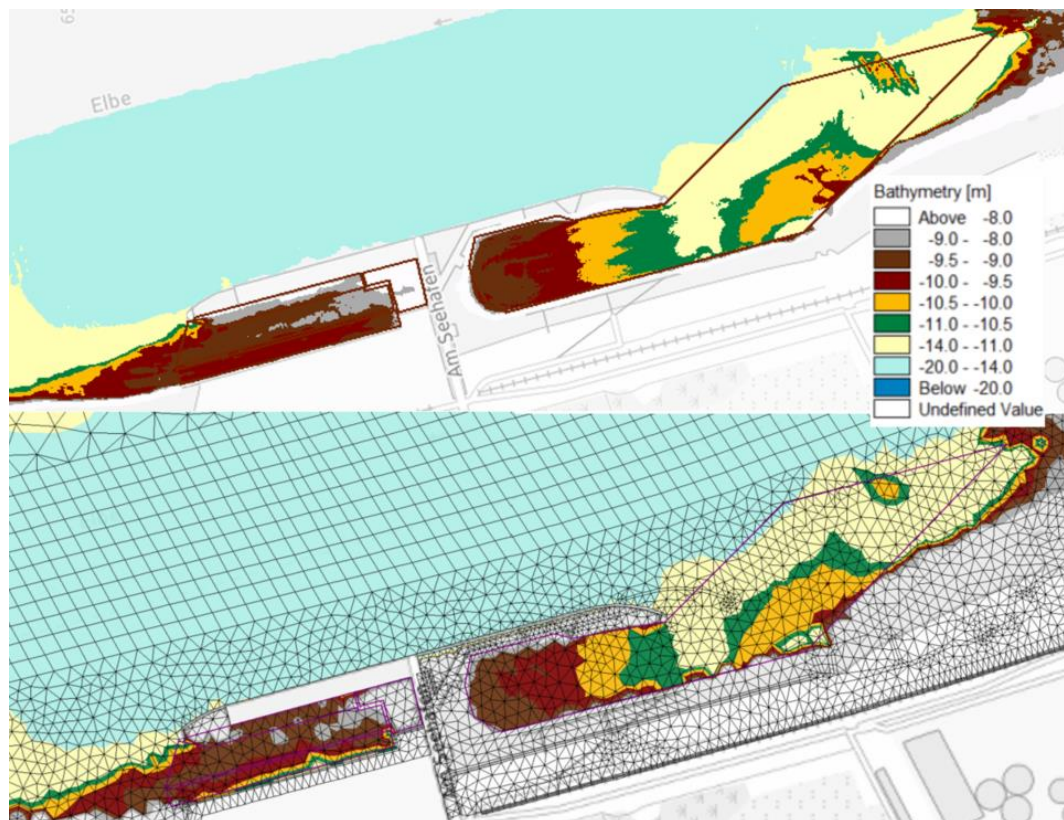 Elbe
Am Seehafen
Bathymetry [m]
Above -8.0
-9.0 - -8.0
-9.5 - -9.0
-10.0 - -9.5
-10.5 - -10.0
-11.0 - -10.5
-14.0 - -11.0
-20.0 - -14.0
Below -20.0
Undefined Value